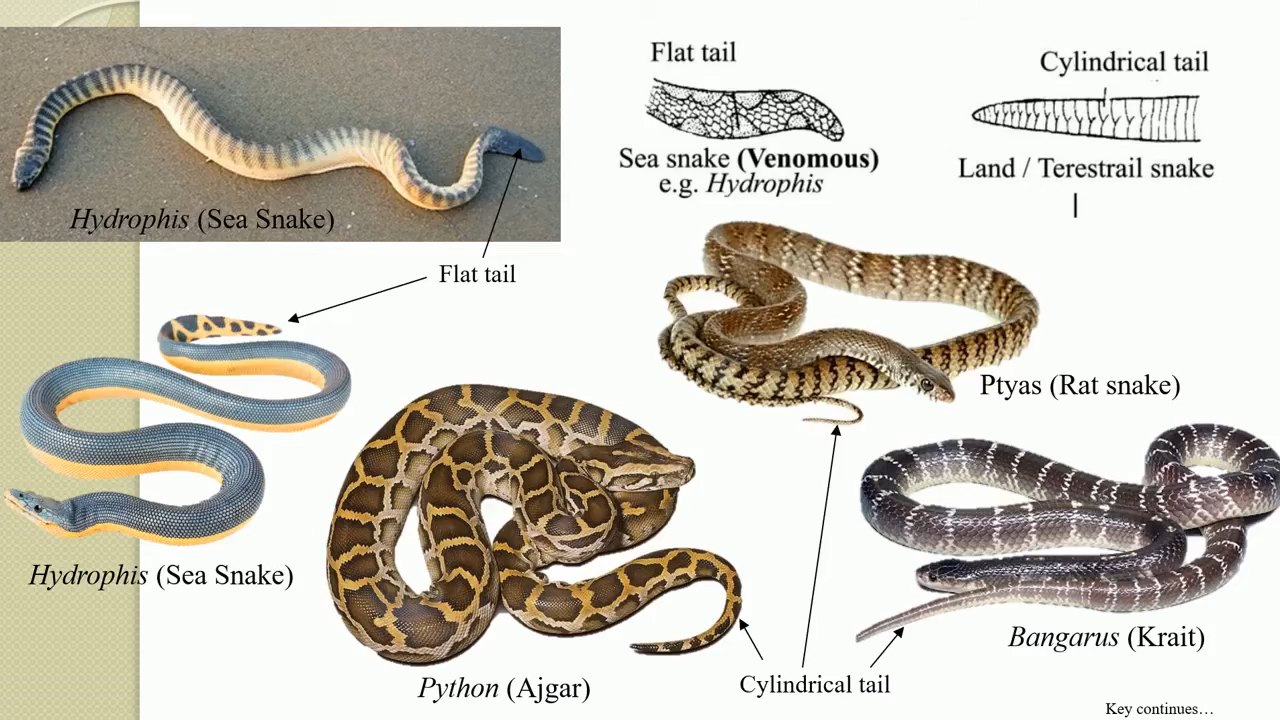 Flat tail
Cylindrical tail
Sea snake (Venomous)
e.g. Hydrophis
Land / Terestrail snake
Hydrophis (Sea Snake)
Flat tail
Ptyas (Rat snake)
Hydrophis (Sea Snake)
Bangarus (Krait)
Python (Ajgar)
Cylindrical tail
Key continues…